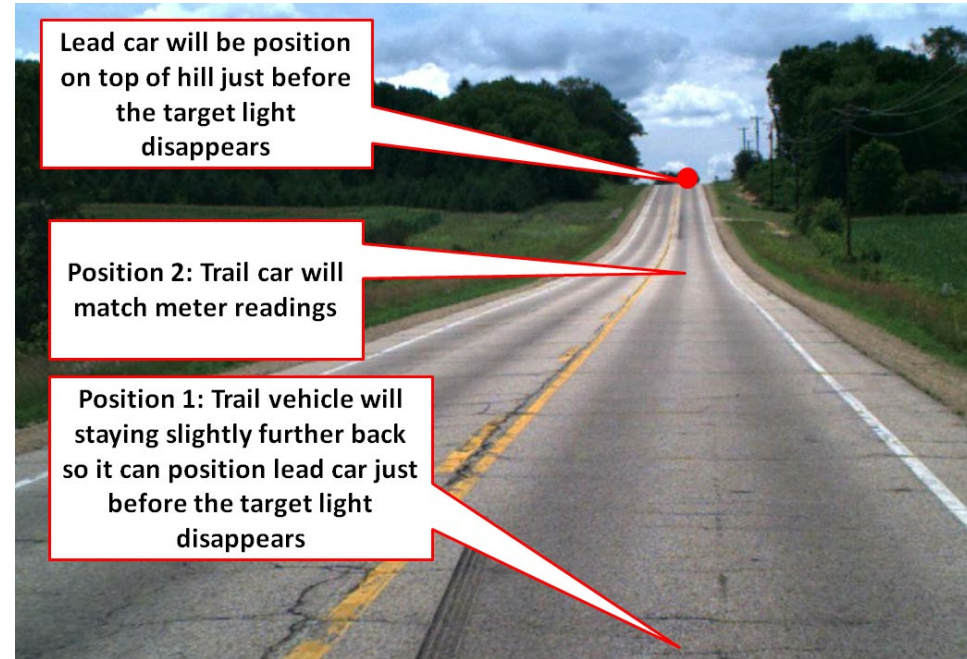 Lead car will be position
on top of hill just before
the target light
disappears
Position 2: Trail car will
match meter readings
Position 1: Trail vehicle will
staying slightly further back
so it can position lead car just
before the target light
disappears